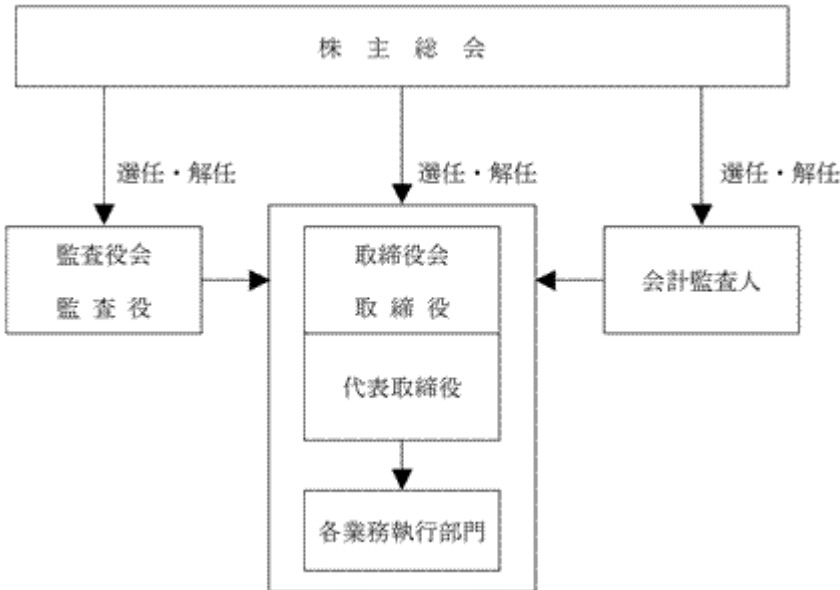 株主総会
選任・解任
選任・解任
選任・解任
監査役会
監査役
取締役会
取締役
代表取締役
会計監査人
各業務執行部門